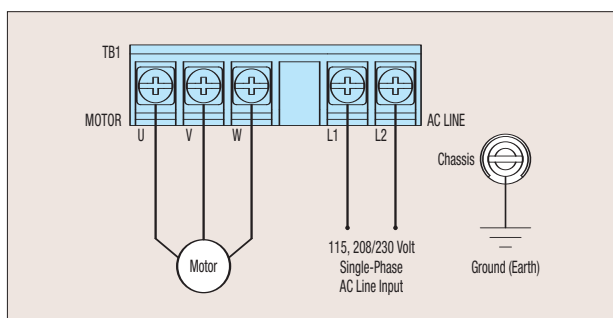 TB1
MOTOR
U
V
W
L1
L2
AC LINE
Chassis
Motor
115, 208/230 Volt
Single-Phase
AC Line Input
Ground (Earth)